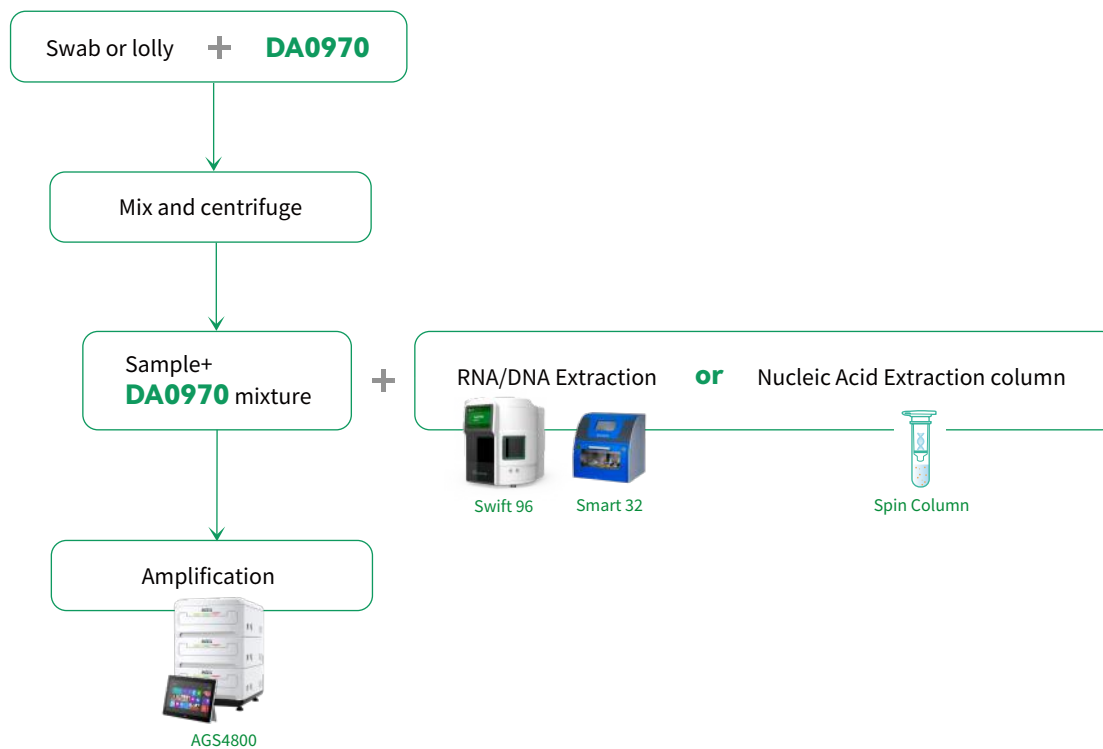 Swab or lolly + DA0970
Mix and centrifuge
Sample+
DA0970 mixture
+
RNA/DNA Extraction or Nucleic Acid Extraction column
Swift 96
Smart 32
Spin Column
Amplification
AGS4800